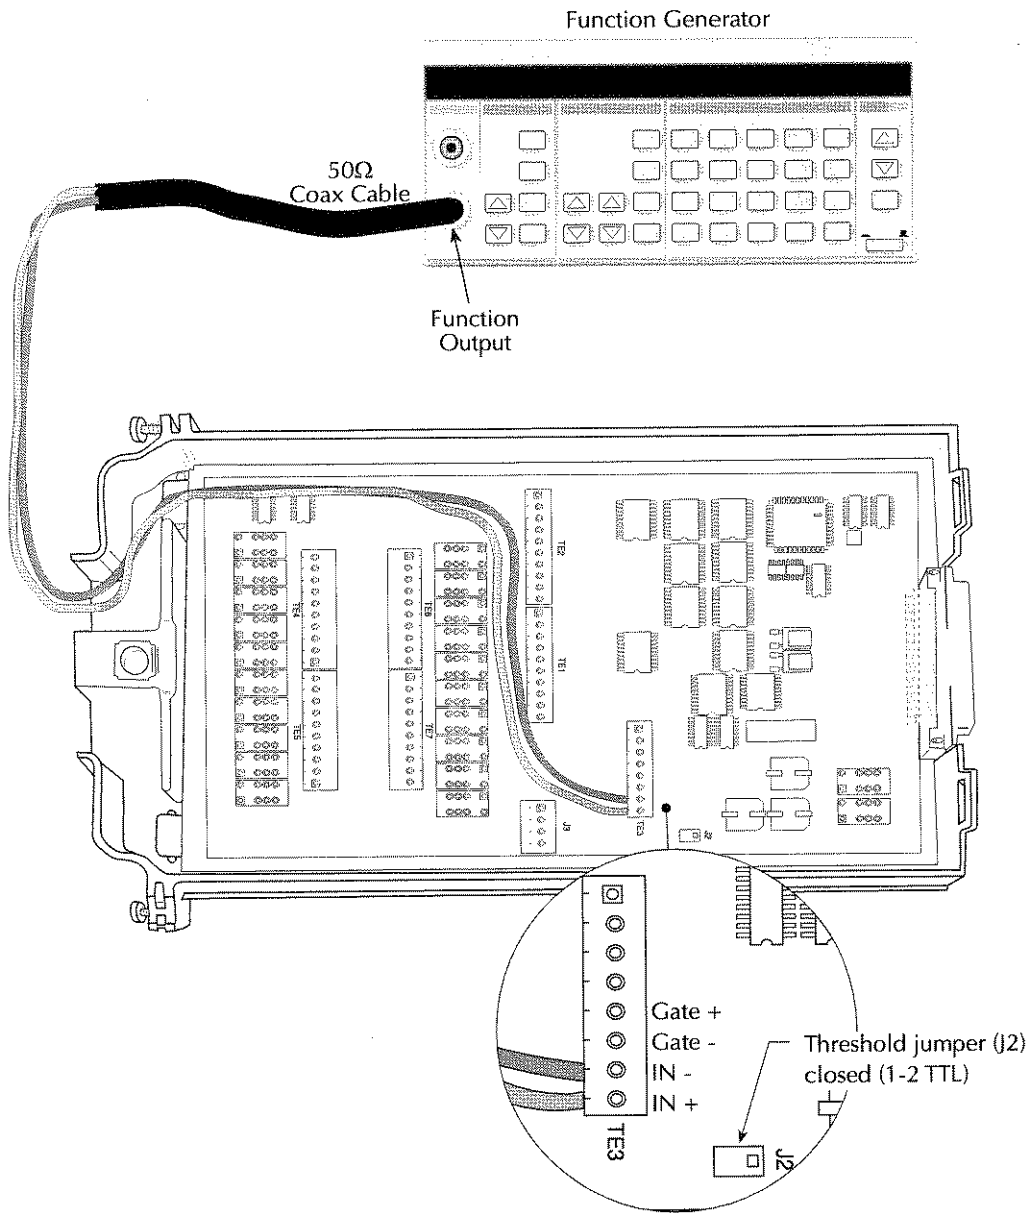 Function Generator
50Ω
Coax Cable
Function
Output
TE2
TE4
TE6
TE1
TE5
TE7
TE3
J3
J2
Gate +
Gate -
IN -
IN +
TE3
Threshold jumper (J2)
closed (1-2 TTL)
J2